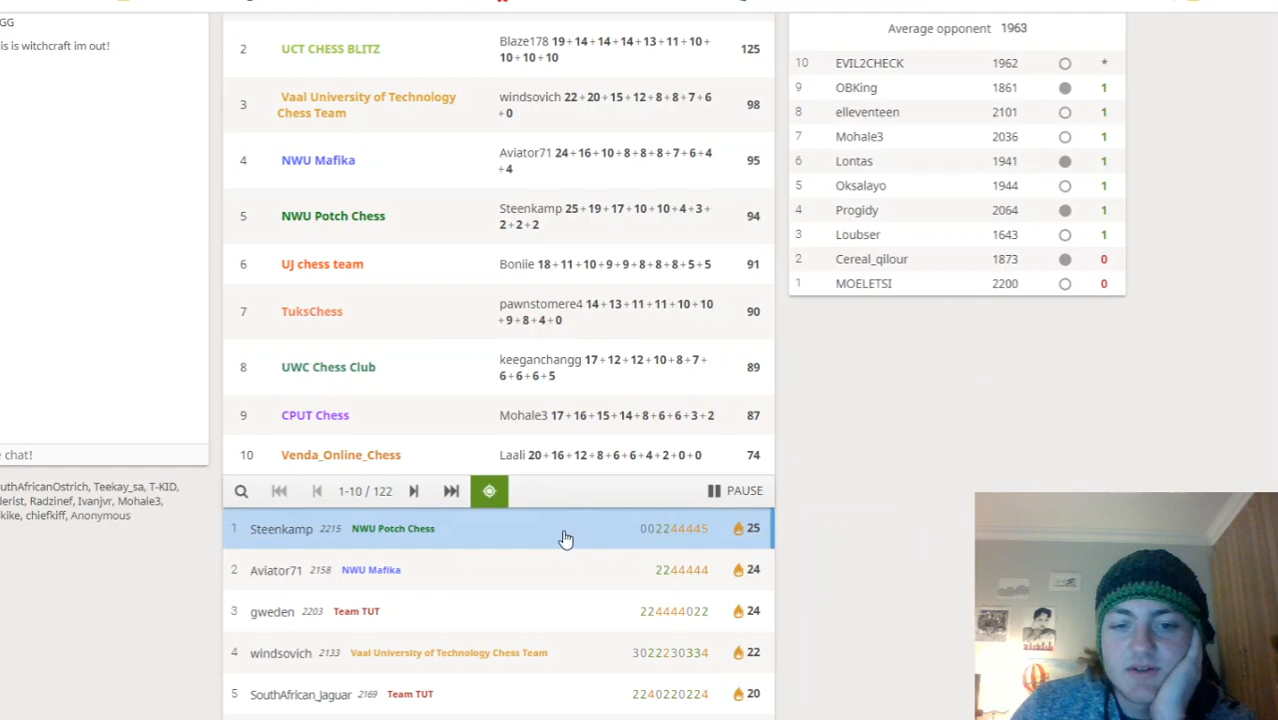 GG
is is witchcraft im out!
e chat!
uthAfricanOstrich, Teekay_sa, T-KID,
derist, Radzinef, Ivanjvr, Mohale3,
kike, chiefkiff, Anonymous
2 UCT CHESS BLITZ Blaze178 19+14+14+14+13+11+10+ 125
10+10+10
3 Vaal University of Technology windsovich 22+20+15+12+8+8+7+6 98
Chess Team +0
4 NWU Mafika Aviator71 24+16+10+8+8+8+7+6+4 95
+4
5 NWU Potch Chess Steenkamp 25+19+17+10+10+4+3+ 94
2+2+2
6 UJ chess team Boniie 18+11+10+9+9+8+8+8+5+5 91
7 TuksChess pawnstomere4 14+13+11+11+10+10 90
+9+8+4+0
8 UWC Chess Club keeganchangg 17+12+12+10+8+7+ 89
6+6+6+5
9 CPUT Chess Mohale3 17+16+15+14+8+6+6+3+2 87
10 Venda_Online_Chess Laali 20+16+12+8+6+6+4+2+0+0 74
1-10 / 122 PAUSE
1 Steenkamp 2215 NWU Potch Chess 002244445 25
2 Aviator71 2158 NWU Mafika 2244444 24
3 gweden 2203 Team TUT 224444022 24
4 windsovich 2133 Vaal University of Technology Chess Team 3022230334 22
5 SouthAfrican_Jaguar 2169 Team TUT 2240220224 20
Average opponent 1963
10 EVIL2CHECK 1962 *
9 OBKing 1861 1
8 elleventeen 2101 1
7 Mohale3 2036 1
6 Lontas 1941 1
5 Oksalayo 1944 1
4 Progidy 2064 1
3 Loubser 1643 1
2 Cereal_qilour 1873 0
1 MOELETSI 2200 0